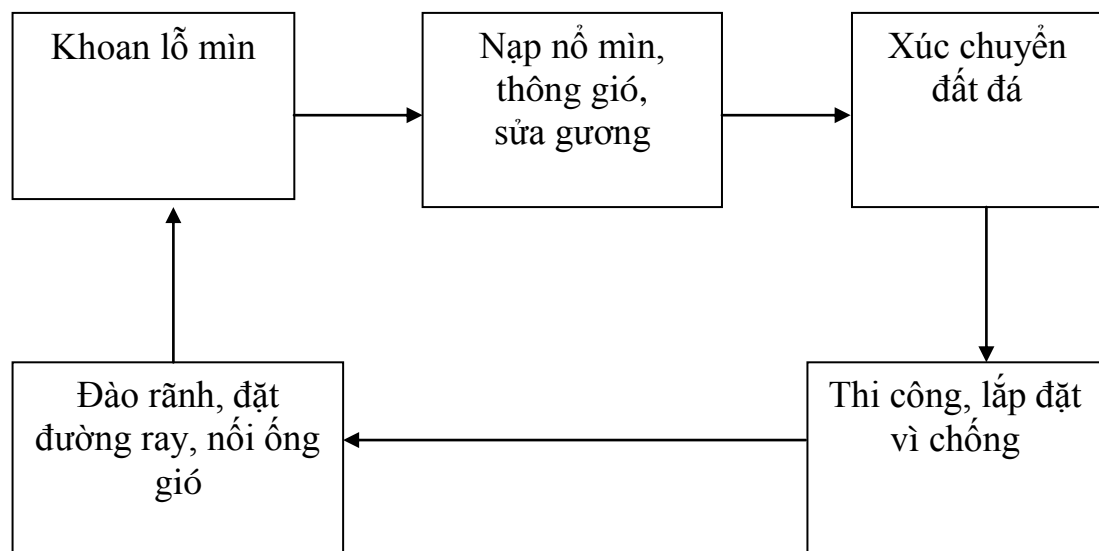 Khoan lỗ mìn
Nạp nổ mìn,
thông gió,
sửa gương
Xúc chuyển
đất đá
Thi công, lắp đặt
vì chống
Đào rãnh, đặt
đường ray, nối ống
gió